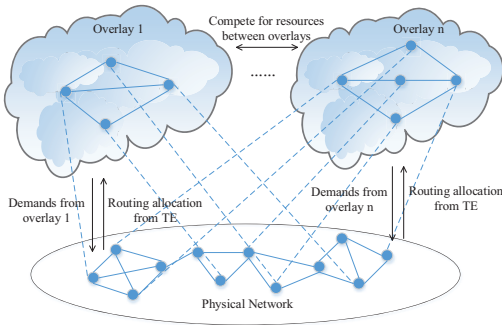 Overlay 1
Compete for resources
between overlays
......
Overlay n
Demands from
overlay 1
Routing allocation
from TE
Demands from
overlay n
Routing allocation
from TE
Physical Network